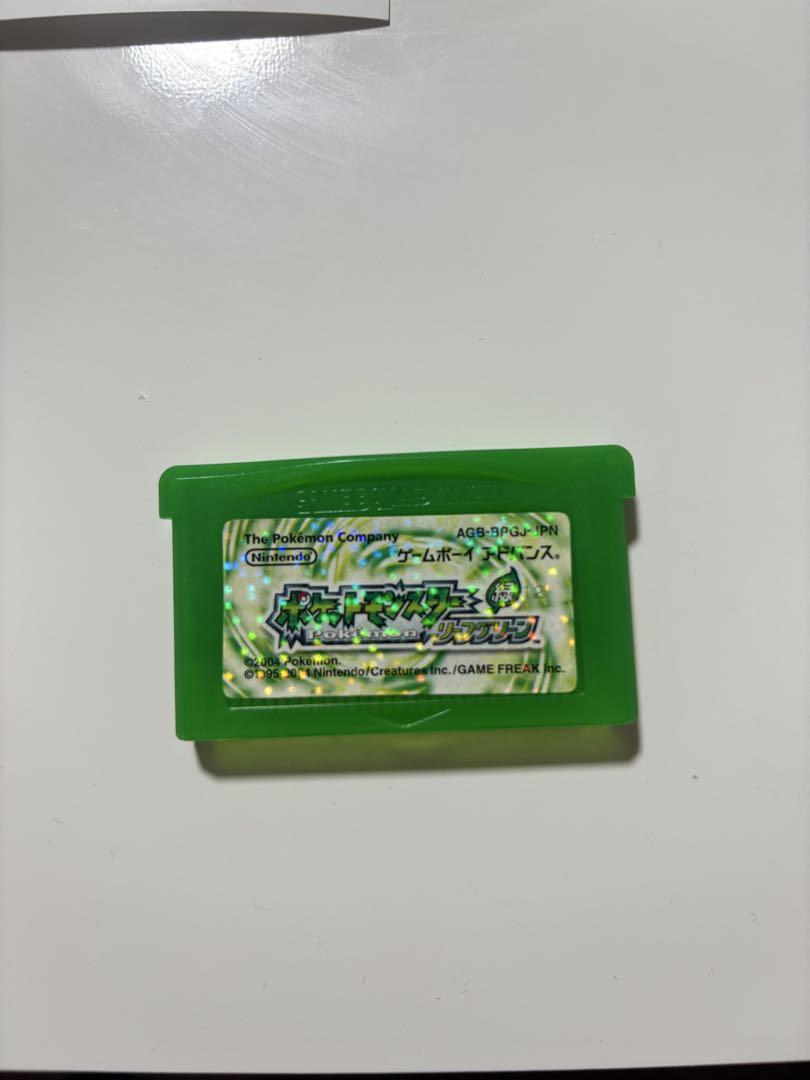 GAME BOY ADVANCE
The Pokémon Company
AGB-BPGJ-JPN
Nintendo
ゲームボーイ アドバンス®
ポケットモンスター
Pokémon
リーフグリーン
©2004 Pokémon.
©1995-2004 Nintendo/Creatures Inc./GAME FREAK inc.